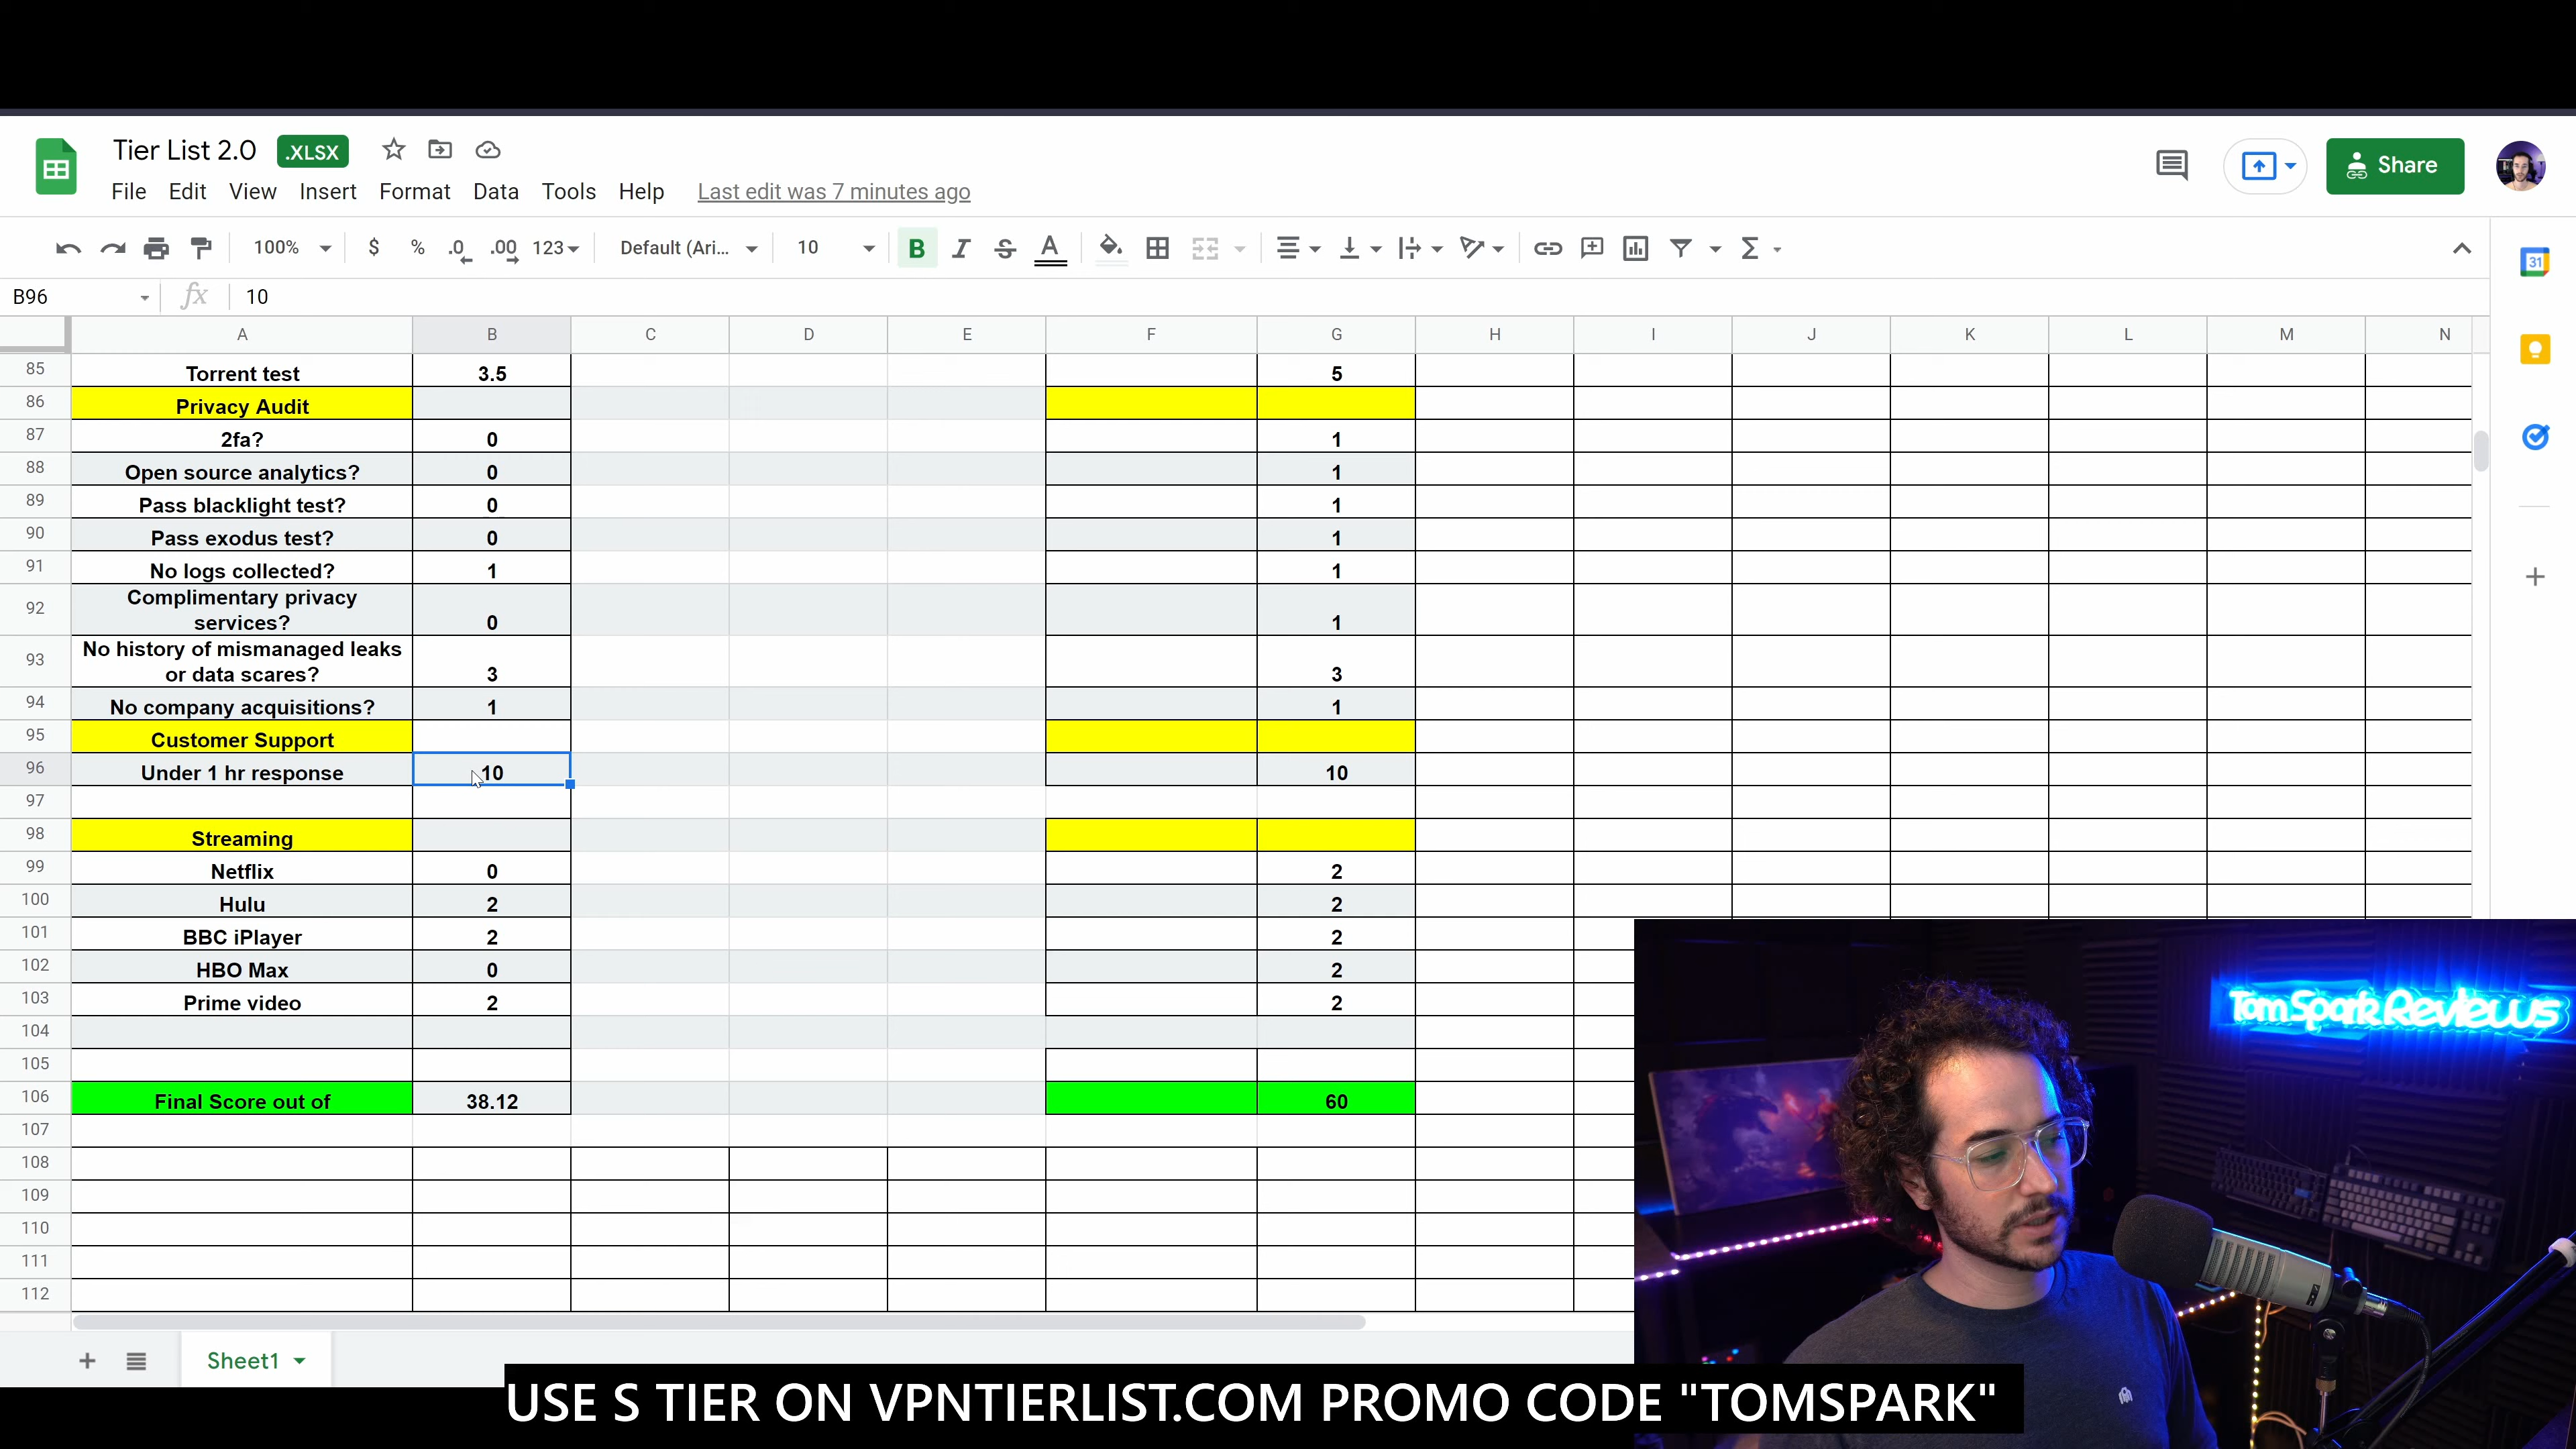 Tier List 2.0 .XLSX
File Edit View Insert Format Data Tools Help Last edit was 7 minutes ago
Share
100% $ % .0 .00 123 Default (Ari... 10 B I S A Σ
31
B96 fx 10
A B C D E F G H I J K L M N
85 Torrent test 3.5 5
86 Privacy Audit
87 2fa? 0 1
88 Open source analytics? 0 1
89 Pass blacklight test? 0 1
90 Pass exodus test? 0 1
91 No logs collected? 1 1
92 Complimentary privacy
services? 0 1
93 No history of mismanaged leaks
or data scares? 3 3
94 No company acquisitions? 1 1
95 Customer Support
96 Under 1 hr response 10 10
97
98 Streaming
99 Netflix 0 2
100 Hulu 2 2
101 BBC iPlayer 2 2
102 HBO Max 0 2
103 Prime video 2 2
104
105
106 Final Score out of 38.12 60
107
108
109
110
111
112
Tom Spark Reviews
Sheet1
USE S TIER ON VPNTIERLIST.COM PROMO CODE "TOMSPARK"